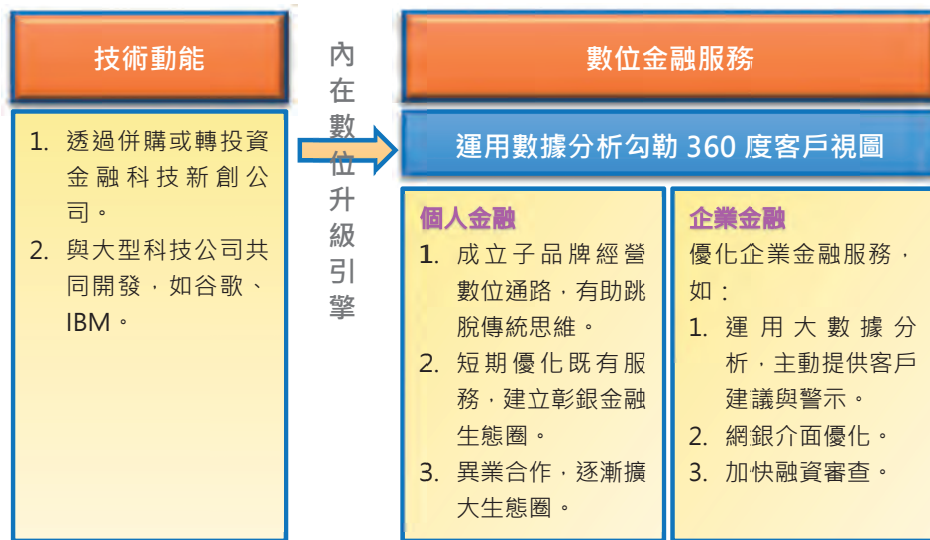 技術動能
1. 透過併購或轉投資
金融科技新創公
司。
2. 與大型科技公司共
同開發，如谷歌、
IBM。
內在數位升級引擎
數位金融服務
運用數據分析勾勒 360 度客戶視圖
個人金融
1. 成立子品牌經營
數位通路，有助跳
脫傳統思維。
2. 短期優化既有服
務，建立彰銀金融
生態圈。
3. 異業合作，逐漸擴
大生態圈。
企業金融
優化企業金融服務，
如：
1. 運用大數據分
析，主動提供客戶
建議與警示。
2. 網銀介面優化。
3. 加快融資審查。